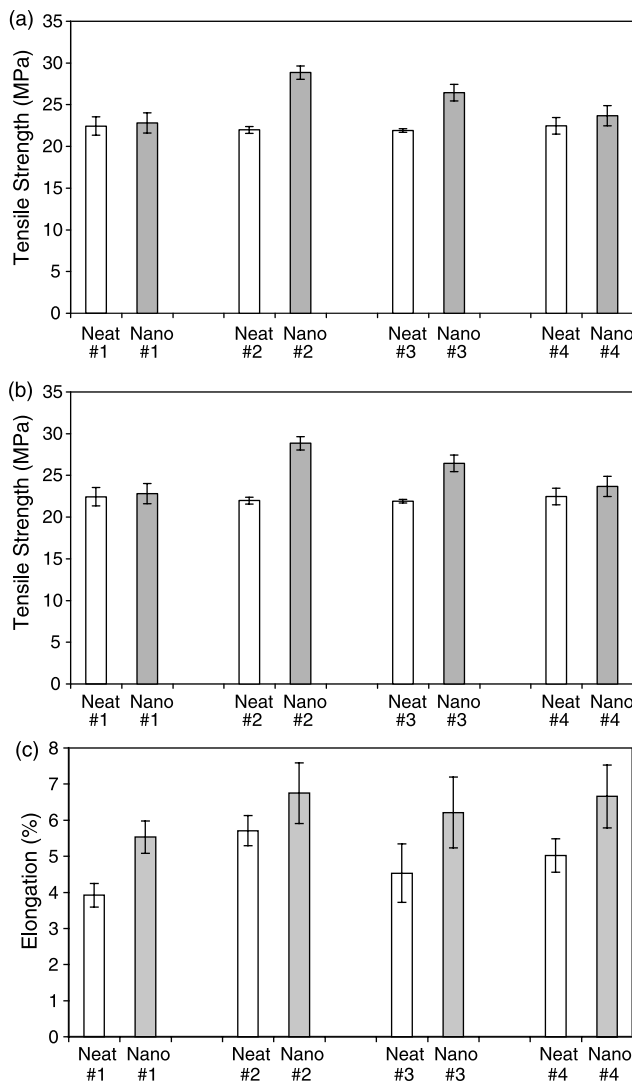 (a)
Tensile Strength (MPa)
35
30
25
20
15
10
5
0
Neat Nano Neat Nano Neat Nano Neat Nano
#1 #1 #2 #2 #3 #3 #4 #4
(b)
Tensile Strength (MPa)
35
30
25
20
15
10
5
0
Neat Nano Neat Nano Neat Nano Neat Nano
#1 #1 #2 #2 #3 #3 #4 #4
(c)
Elongation (%)
8
7
6
5
4
3
2
1
0
Neat Nano Neat Nano Neat Nano Neat Nano
#1 #1 #2 #2 #3 #3 #4 #4